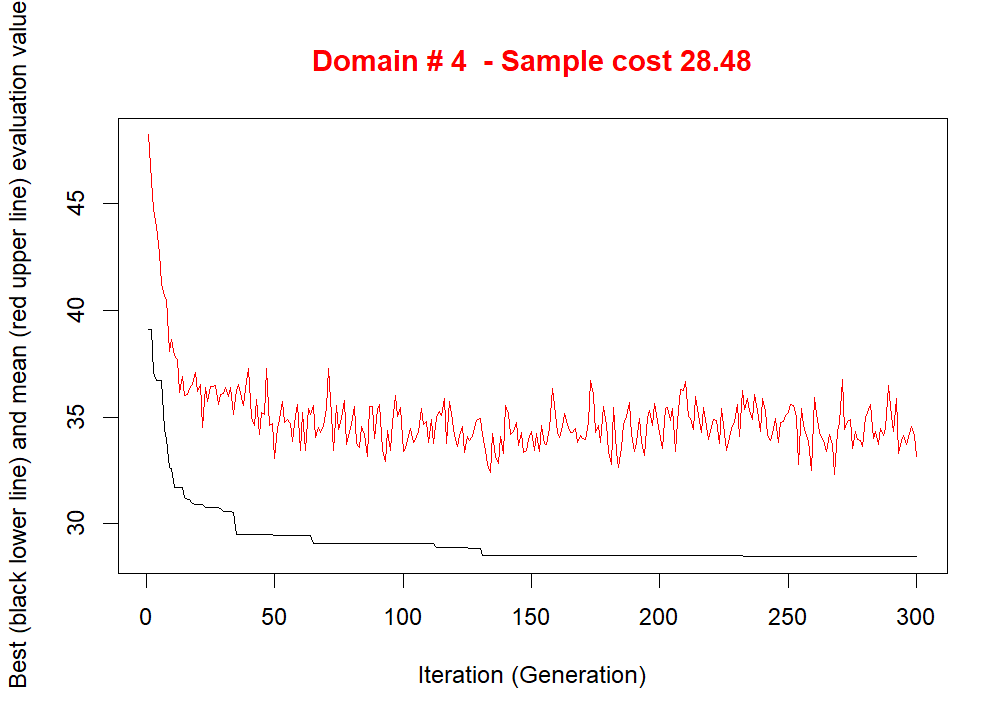 Domain # 4  - Sample cost 28.48
Best (black lower line) and mean (red upper line) evaluation value
45
40
35
30
0 50 100 150 200 250 300
Iteration (Generation)